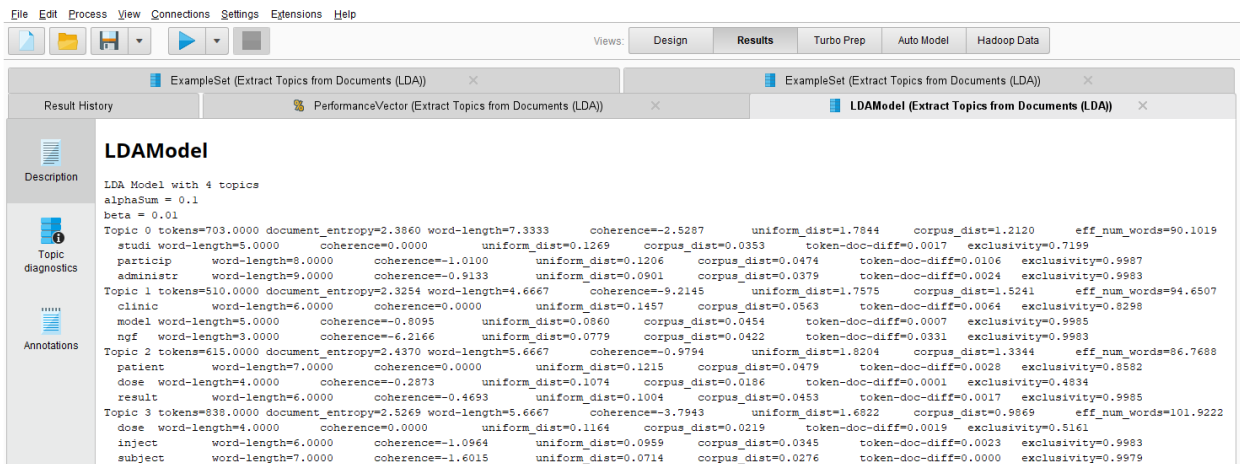 File Edit Process View Connections Settings Extensions Help
Views: Design Results Turbo Prep Auto Model Hadoop Data
ExampleSet (Extract Topics from Documents (LDA)) ExampleSet (Extract Topics from Documents (LDA))
Result History PerformanceVector (Extract Topics from Documents (LDA)) LDAModel (Extract Topics from Documents (LDA))
Description
Topic diagnostics
Annotations
LDAModel
LDA Model with 4 topics
alphaSum = 0.1
beta = 0.01
Topic 0 tokens=703.0000 document_entropy=2.3860 word-length=7.3333 coherence=-2.5287 uniform_dist=1.7844 corpus_dist=1.2120 eff_num_words=90.1019
studi word-length=5.0000 coherence=0.0000 uniform_dist=0.1269 corpus_dist=0.0353 token-doc-diff=0.0017 exclusivity=0.7199
particip word-length=8.0000 coherence=-1.0100 uniform_dist=0.1206 corpus_dist=0.0474 token-doc-diff=0.0106 exclusivity=0.9987
administr word-length=9.0000 coherence=-0.9133 uniform_dist=0.0901 corpus_dist=0.0379 token-doc-diff=0.0024 exclusivity=0.9983
Topic 1 tokens=510.0000 document_entropy=2.3254 word-length=4.6667 coherence=-9.2145 uniform_dist=1.7575 corpus_dist=1.5241 eff_num_words=94.6507
clinic word-length=6.0000 coherence=0.0000 uniform_dist=0.1457 corpus_dist=0.0563 token-doc-diff=0.0064 exclusivity=0.8298
model word-length=5.0000 coherence=-0.8095 uniform_dist=0.0860 corpus_dist=0.0454 token-doc-diff=0.0007 exclusivity=0.9985
ngf word-length=3.0000 coherence=-6.2166 uniform_dist=0.0779 corpus_dist=0.0422 token-doc-diff=0.0331 exclusivity=0.9983
Topic 2 tokens=615.0000 document_entropy=2.4370 word-length=5.6667 coherence=-0.9794 uniform_dist=1.8204 corpus_dist=1.3344 eff_num_words=86.7688
patient word-length=7.0000 coherence=0.0000 uniform_dist=0.1215 corpus_dist=0.0479 token-doc-diff=0.0028 exclusivity=0.8582
dose word-length=4.0000 coherence=-0.2873 uniform_dist=0.1074 corpus_dist=0.0186 token-doc-diff=0.0001 exclusivity=0.4834
result word-length=6.0000 coherence=-0.4693 uniform_dist=0.1004 corpus_dist=0.0453 token-doc-diff=0.0017 exclusivity=0.9985
Topic 3 tokens=838.0000 document_entropy=2.5269 word-length=5.6667 coherence=-3.7943 uniform_dist=1.6822 corpus_dist=0.9869 eff_num_words=101.9222
dose word-length=4.0000 coherence=0.0000 uniform_dist=0.1164 corpus_dist=0.0219 token-doc-diff=0.0019 exclusivity=0.5161
inject word-length=6.0000 coherence=-1.0964 uniform_dist=0.0959 corpus_dist=0.0345 token-doc-diff=0.0023 exclusivity=0.9983
subject word-length=7.0000 coherence=-1.6015 uniform_dist=0.0714 corpus_dist=0.0276 token-doc-diff=0.0000 exclusivity=0.9979